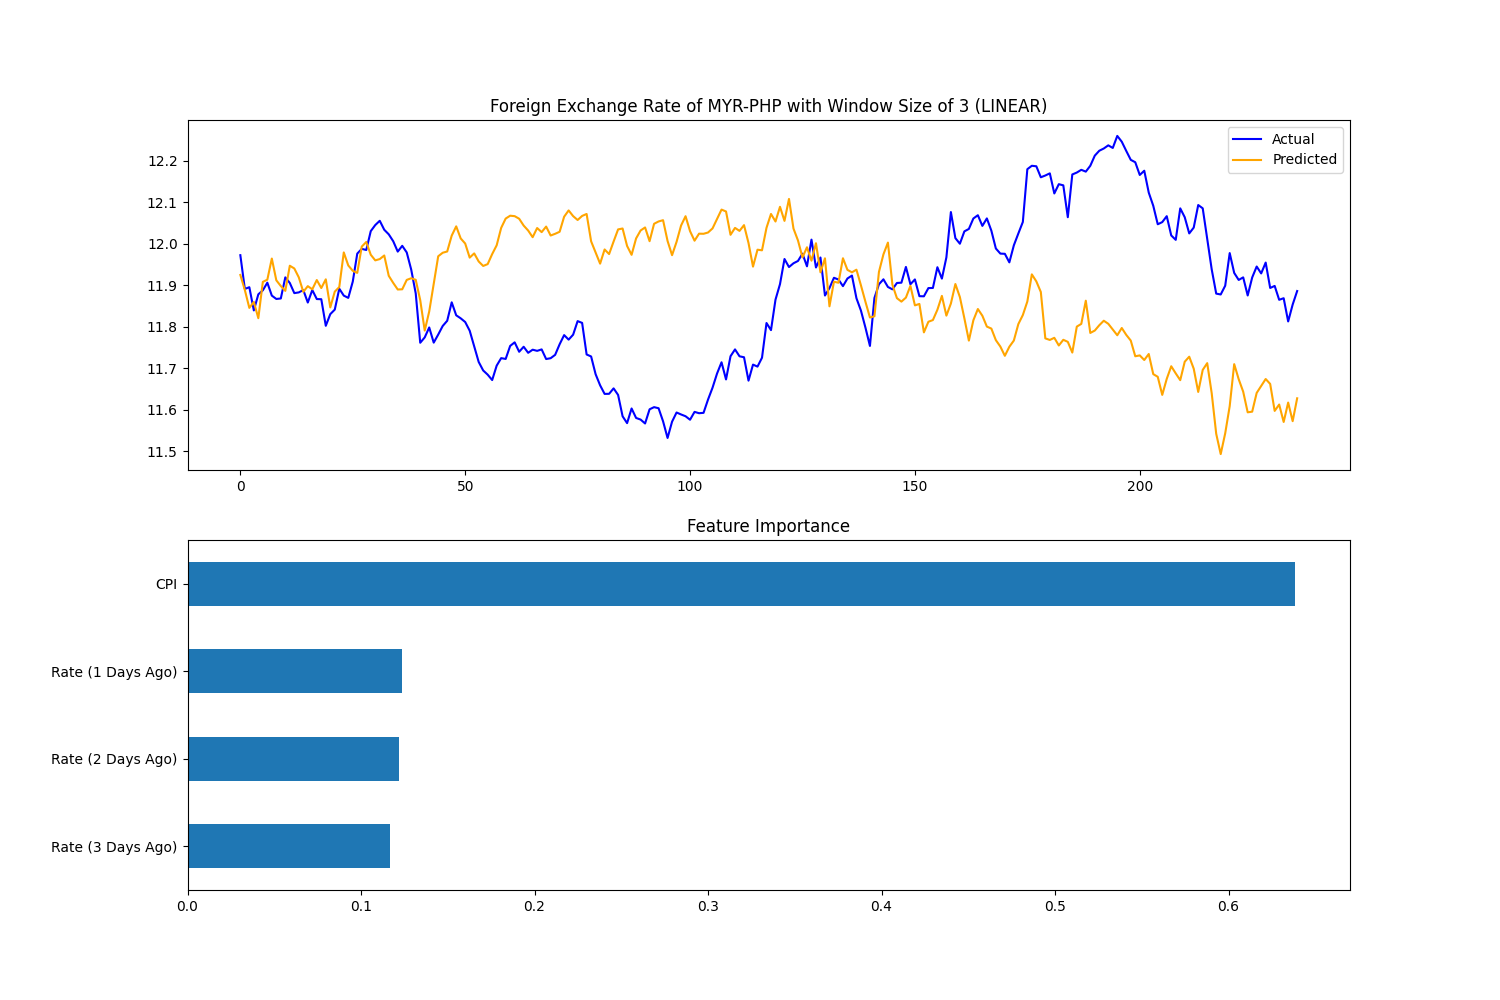 Foreign Exchange Rate of MYR-PHP with Window Size of 3 (LINEAR)
Actual
Predicted
12.2
12.1
12.0
11.9
11.8
11.7
11.6
11.5
0 50 100 150 200
Feature Importance
CPI
Rate (1 Days Ago)
Rate (2 Days Ago)
Rate (3 Days Ago)
0.0 0.1 0.2 0.3 0.4 0.5 0.6